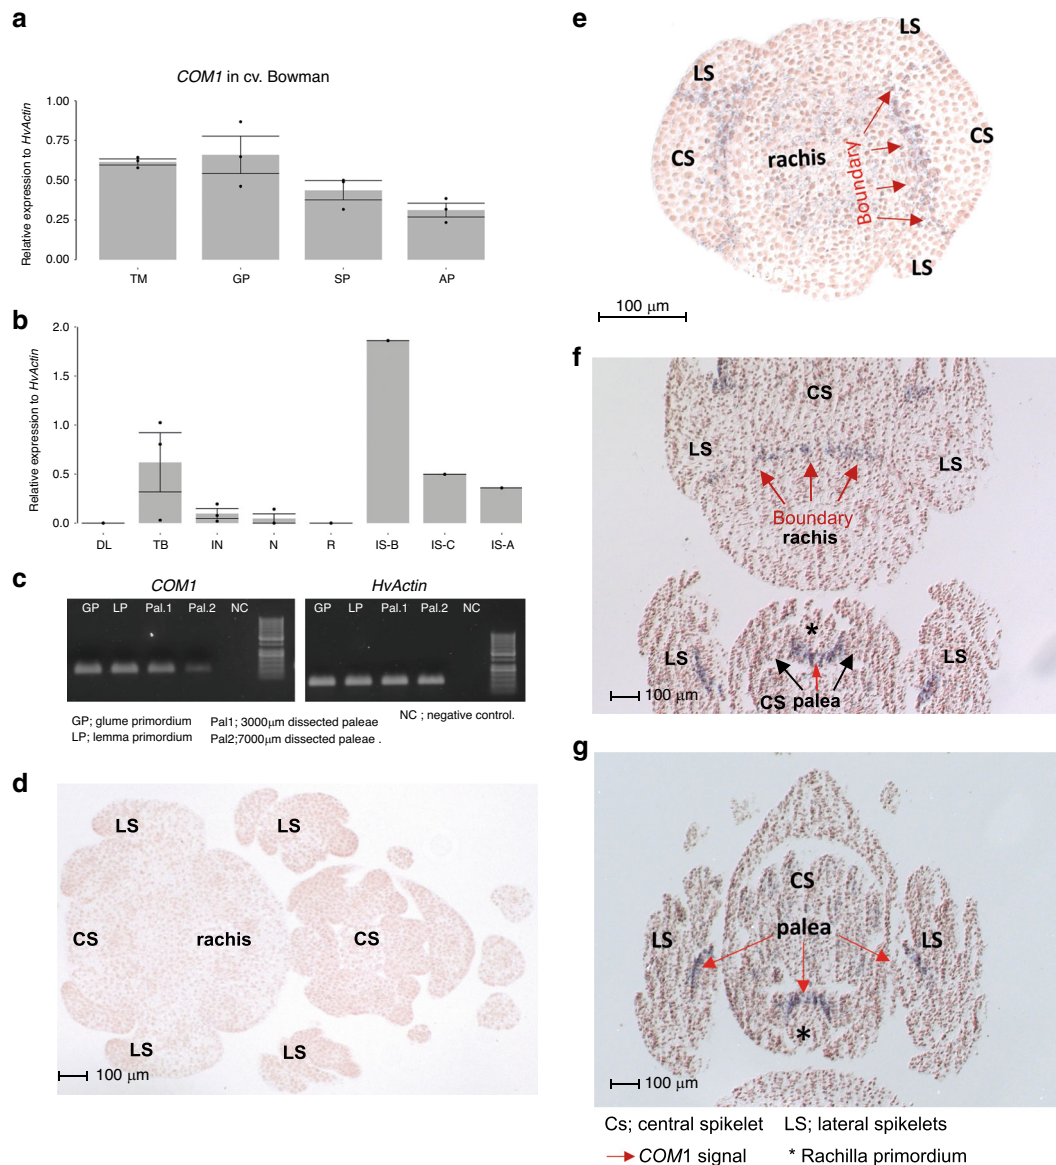 a
COM1 in cv. Bowman
Relative expression to HvActin
1.00
0.75
0.50
0.25
0.00
TM GP SP AP
b
Relative expression to HvActin
2.0
1.5
1.0
0.5
0.0
DL TB IN N R IS-B IS-C IS-A
c
COM1 HvActin
GP LP Pal.1 Pal.2 NC GP LP Pal.1 Pal.2 NC
GP; glume primordium Pal1; 3000μm dissected paleae NC ; negative control.
LP; lemma primordium Pal2;7000μm dissected paleae .
d
LS LS
CS rachis CS
LS LS
100 μm
e
LS
LS
CS
CS rachis
Boundary
LS
100 μm
f
CS
LS LS
Boundary
rachis
*
LS LS
CS palea
100 μm
g
CS
palea
LS LS
*
100 μm
Cs; central spikelet LS; lateral spikelets
COM1 signal * Rachilla primordium